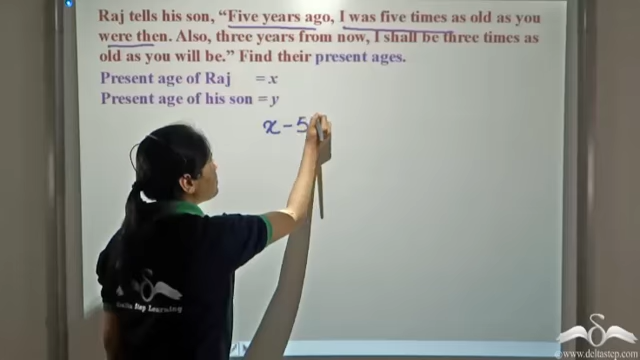 Raj tells his son, “Five years ago, I was five times as old as you
were then. Also, three years from now, I shall be three times as
old as you will be.” Find their present ages.
Present age of Raj = x
Present age of his son = y
x - 5
Delta Step Learning
© www.deltastep.com